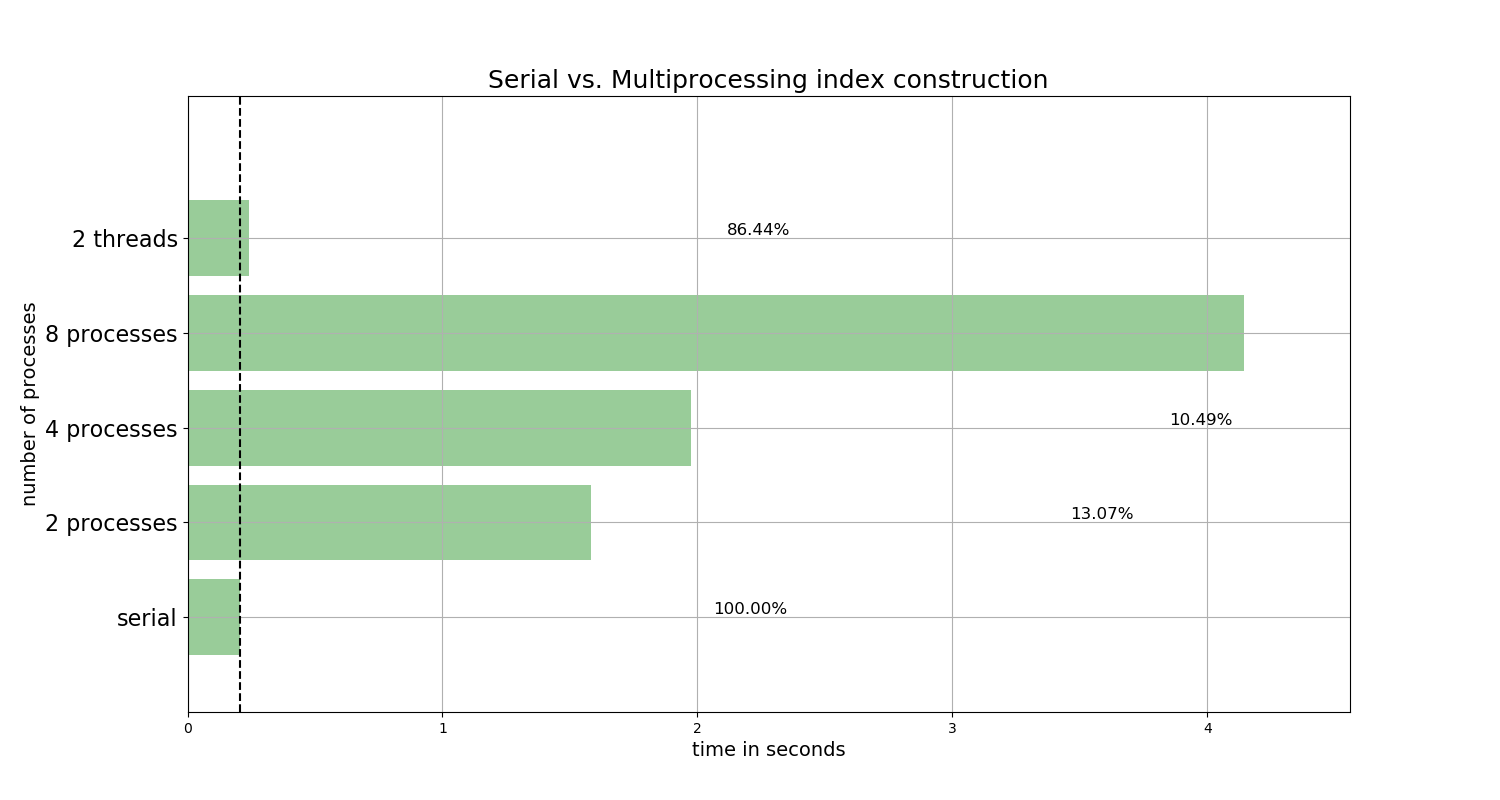 Serial vs. Multiprocessing index construction
number of processes
2 threads
86.44%
8 processes
4 processes
10.49%
2 processes
13.07%
serial
100.00%
0 1 2 3 4
time in seconds